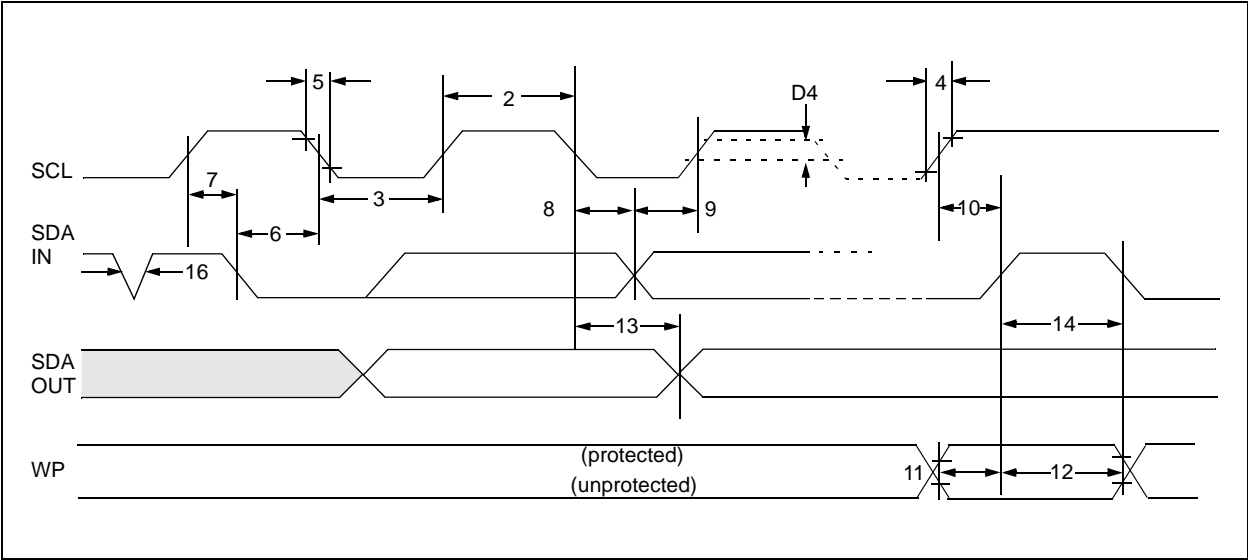 5
2
D4
4
SCL
7
3
8
9
10
SDA
IN
6
16
13
14
SDA
OUT
(protected)
WP
11
12
(unprotected)